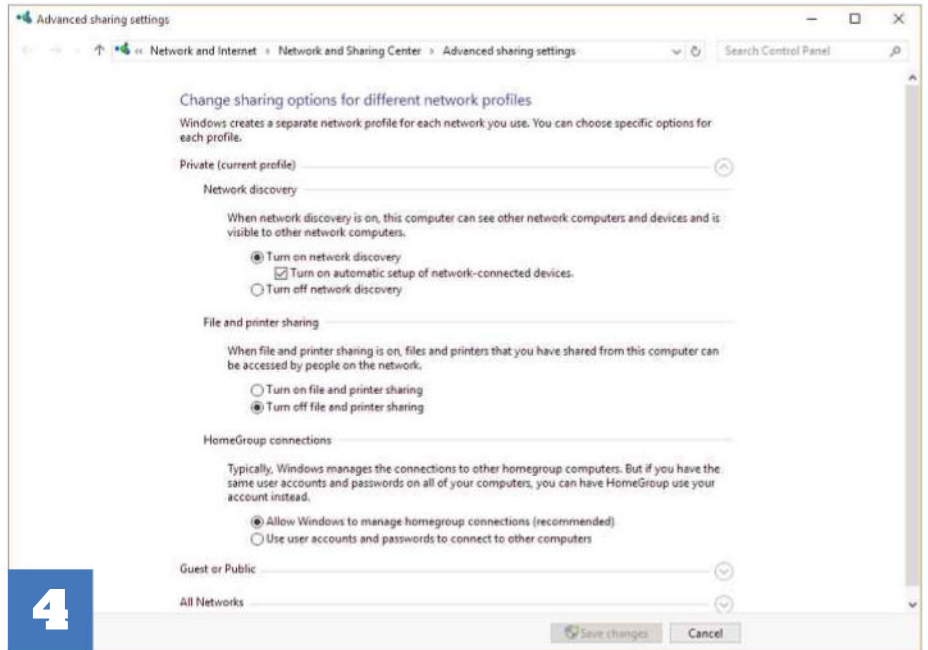 Advanced sharing settings
« Network and Internet › Network and Sharing Center › Advanced sharing settings
Search Control Panel
Change sharing options for different network profiles
Windows creates a separate network profile for each network you use. You can choose specific options for
each profile.
Private (current profile)
Network discovery
When network discovery is on, this computer can see other network computers and devices and is
visible to other network computers.
Turn on network discovery
Turn on automatic setup of network-connected devices.
Turn off network discovery
File and printer sharing
When file and printer sharing is on, files and printers that you have shared from this computer can
be accessed by people on the network.
Turn on file and printer sharing
Turn off file and printer sharing
HomeGroup connections
Typically, Windows manages the connections to other homegroup computers. But if you have the
same user accounts and passwords on all of your computers, you can have HomeGroup use your
account instead.
Allow Windows to manage homegroup connections (recommended)
Use user accounts and passwords to connect to other computers
Guest or Public
All Networks
4
Save changes
Cancel